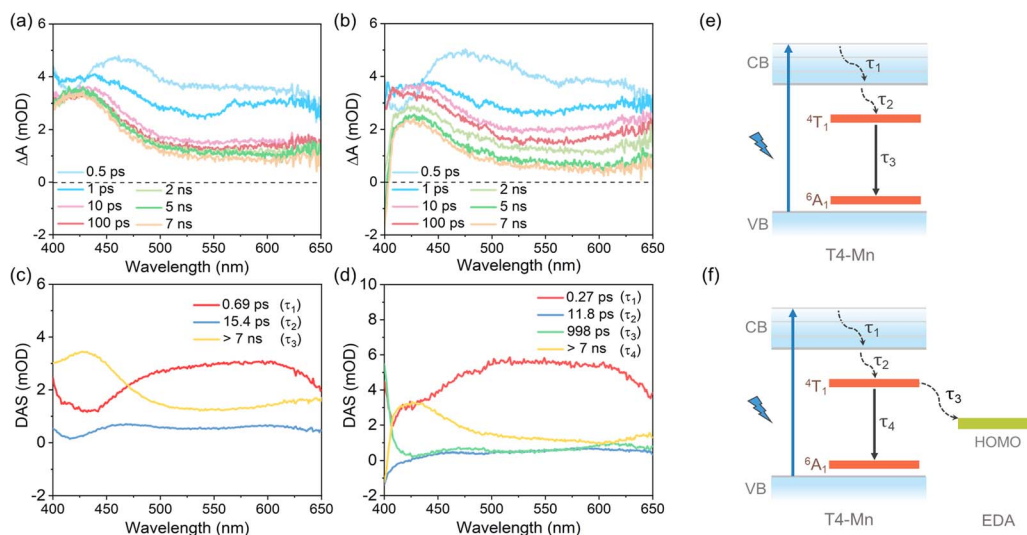 (a)
6
4
2
0
-2
ΔA (mOD)
0.5 ps
1 ps 2 ns
10 ps 5 ns
100 ps 7 ns
400 450 500 550 600 650
Wavelength (nm)
(b)
6
4
2
0
-2
ΔA (mOD)
0.5 ps
1 ps 2 ns
10 ps 5 ns
100 ps 7 ns
400 450 500 550 600 650
Wavelength (nm)
(e)
CB
τ1
τ2
⁴T₁
τ3
⁶A₁
VB
T4-Mn
(c)
6
4
2
0
-2
DAS (mOD)
0.69 ps (τ₁)
15.4 ps (τ₂)
> 7 ns (τ₃)
400 450 500 550 600 650
Wavelength (nm)
(d)
10
8
6
4
2
0
-2
DAS (mOD)
0.27 ps (τ₁)
11.8 ps (τ₂)
998 ps (τ₃)
> 7 ns (τ₄)
400 450 500 550 600 650
Wavelength (nm)
(f)
CB
τ1
τ2
⁴T₁
τ3
τ4
HOMO
⁶A₁
VB
T4-Mn EDA